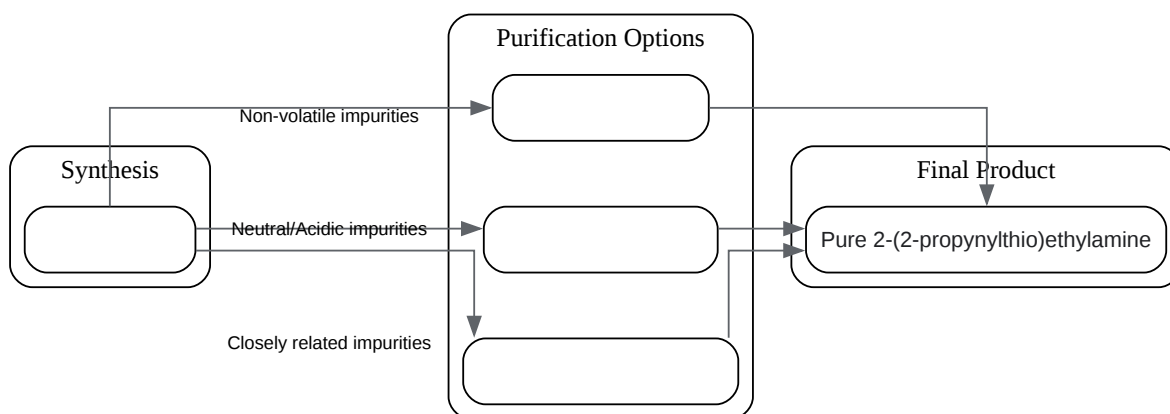 Purification Options
Non-volatile impurities
Synthesis
Final Product
Neutral/Acidic impurities
Pure 2-(2-propynylthio)ethylamine
Closely related impurities